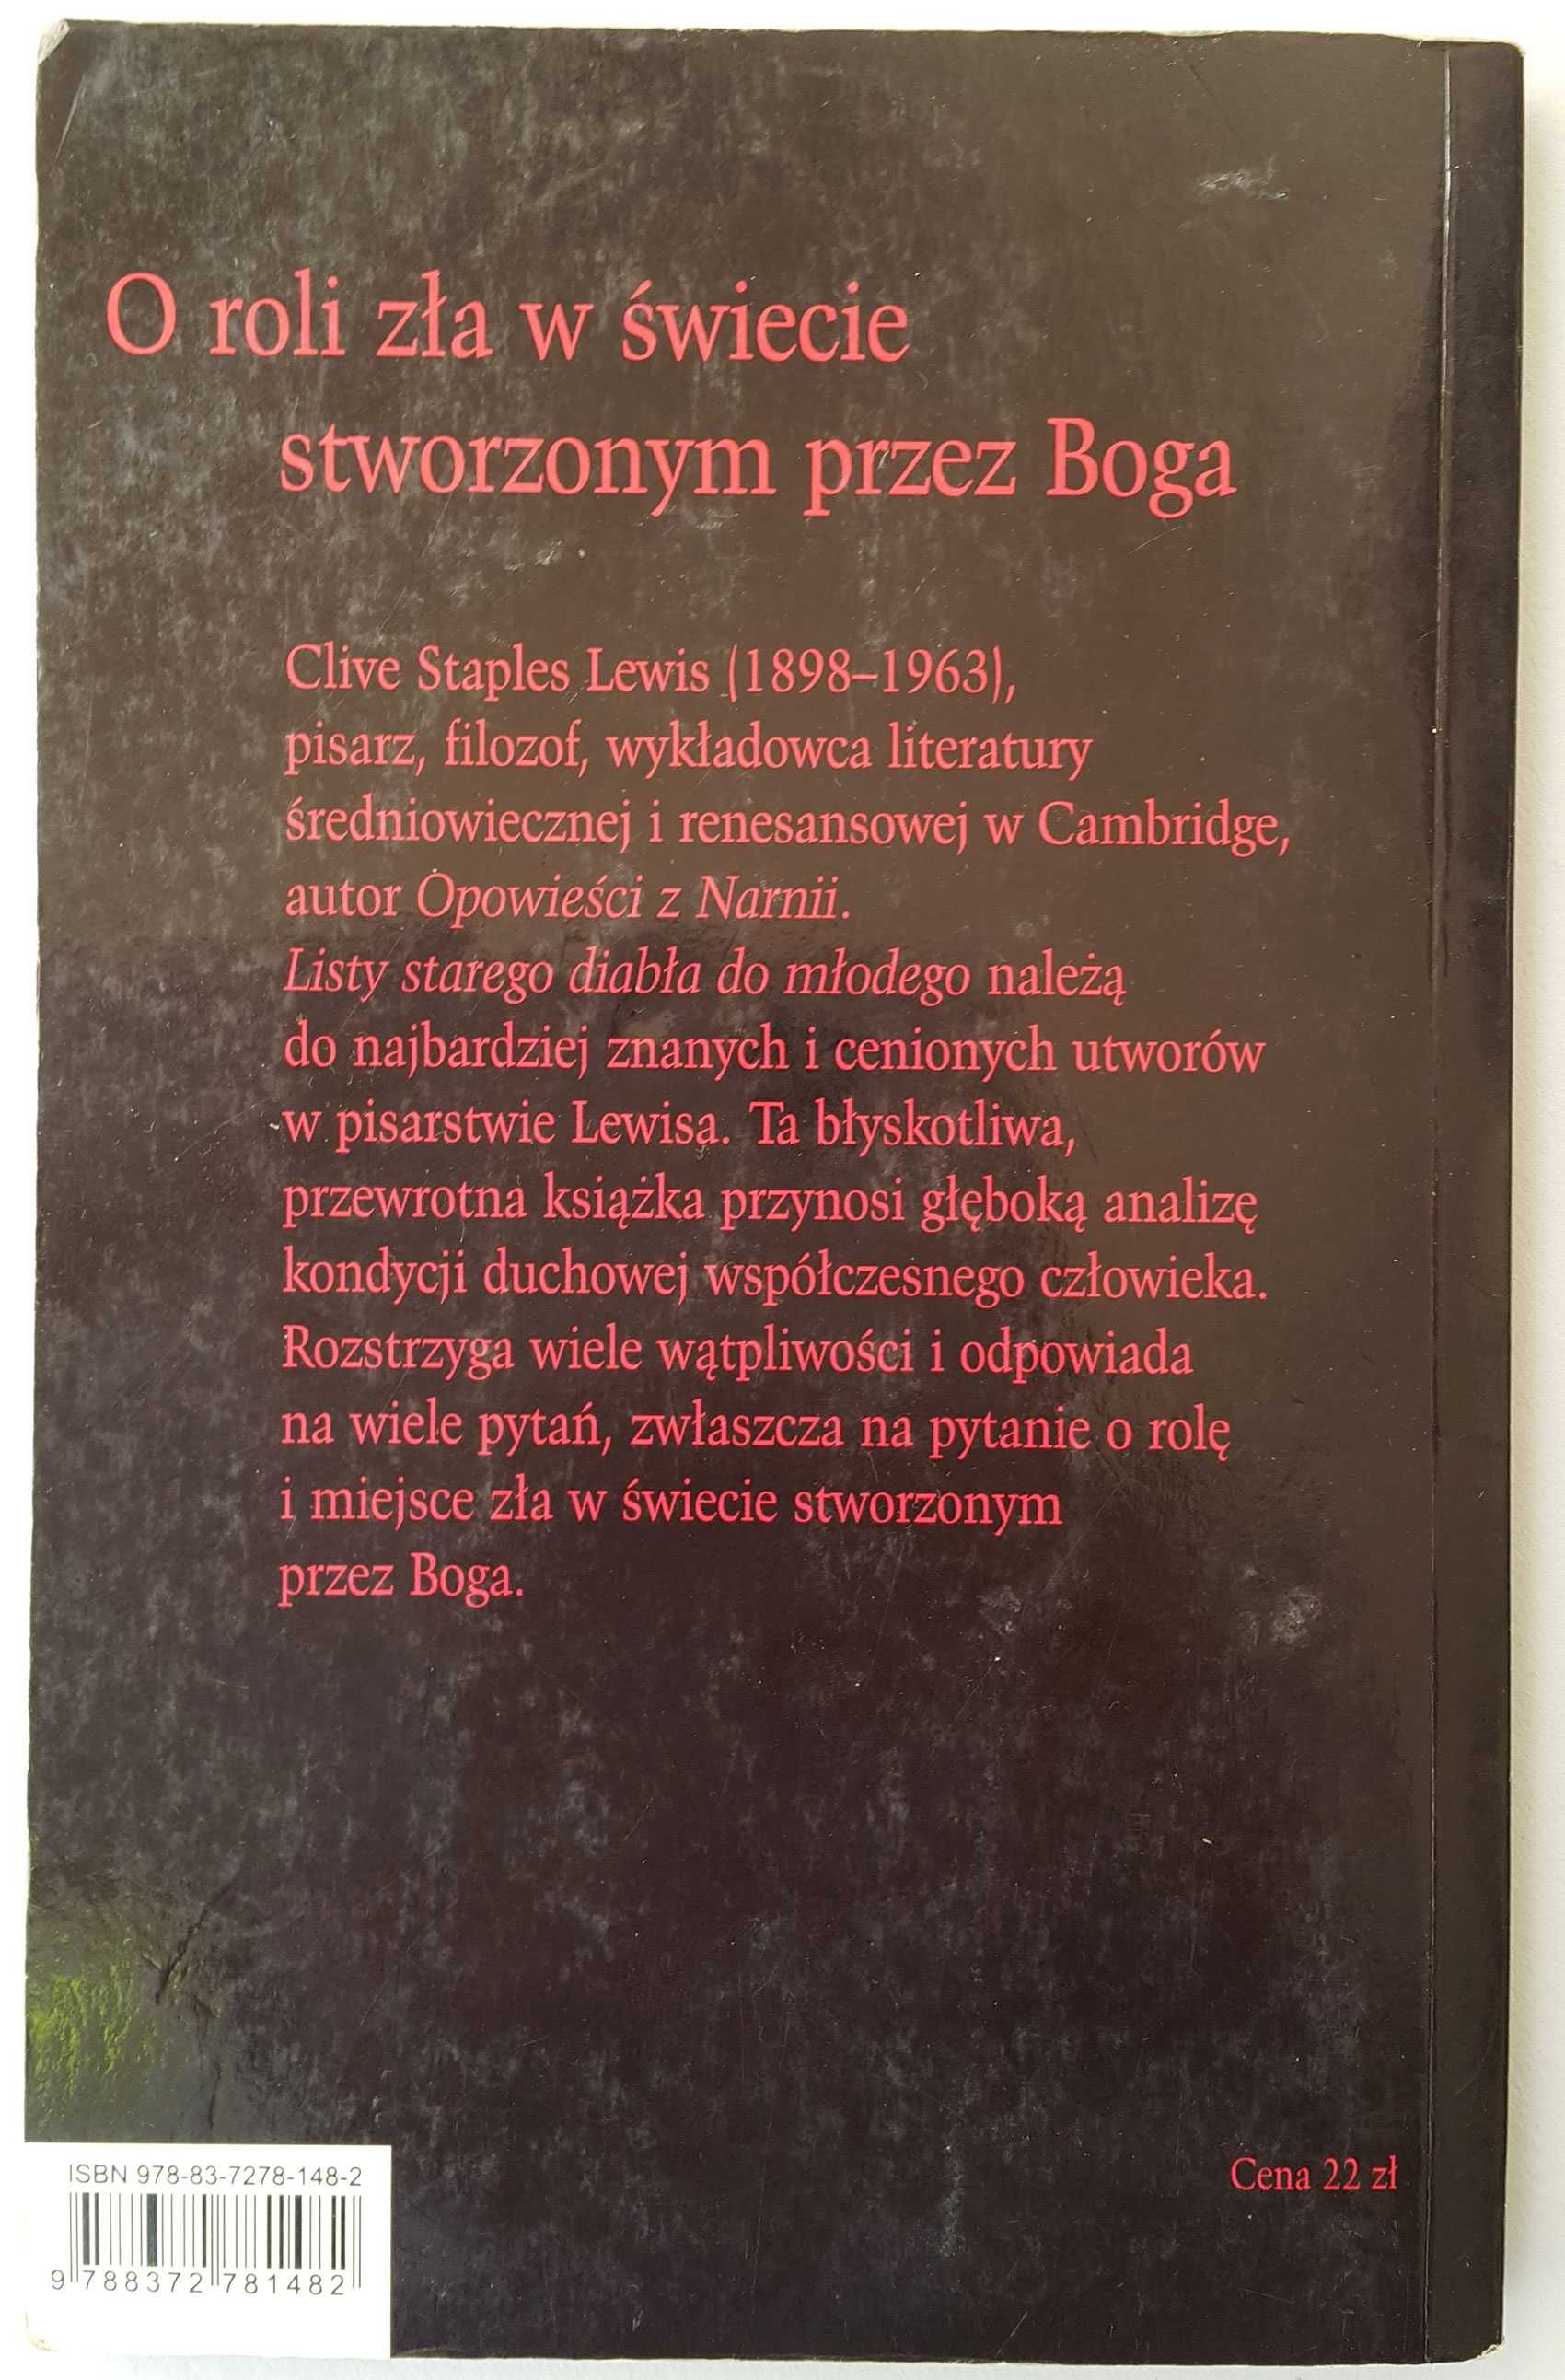 O roli zła w świecie
stworzonym przez Boga
Clive Staples Lewis (1898–1963),
pisarz, filozof, wykładowca literatury
średniowiecznej i renesansowej w Cambridge,
autor Opowieści z Narnii.
Listy starego diabła do młodego należą
do najbardziej znanych i cenionych utworów
w pisarstwie Lewisa. Ta błyskotliwa,
przewrotna książka przynosi głęboką analizę
kondycji duchowej współczesnego człowieka.
Rozstrzyga wiele wątpliwości i odpowiada
na wiele pytań, zwłaszcza na pytanie o rolę
i miejsce zła w świecie stworzonym
przez Boga.
Cena 22 zł
ISBN 978-83-7278-148-2
9 788372 781482